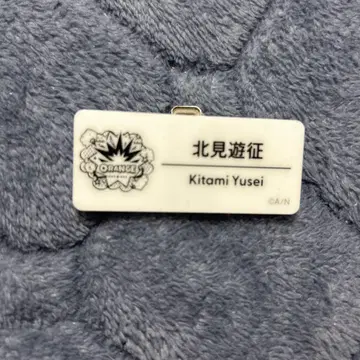 ORANGE
北見遊征
Kitami Yusei
©A/N